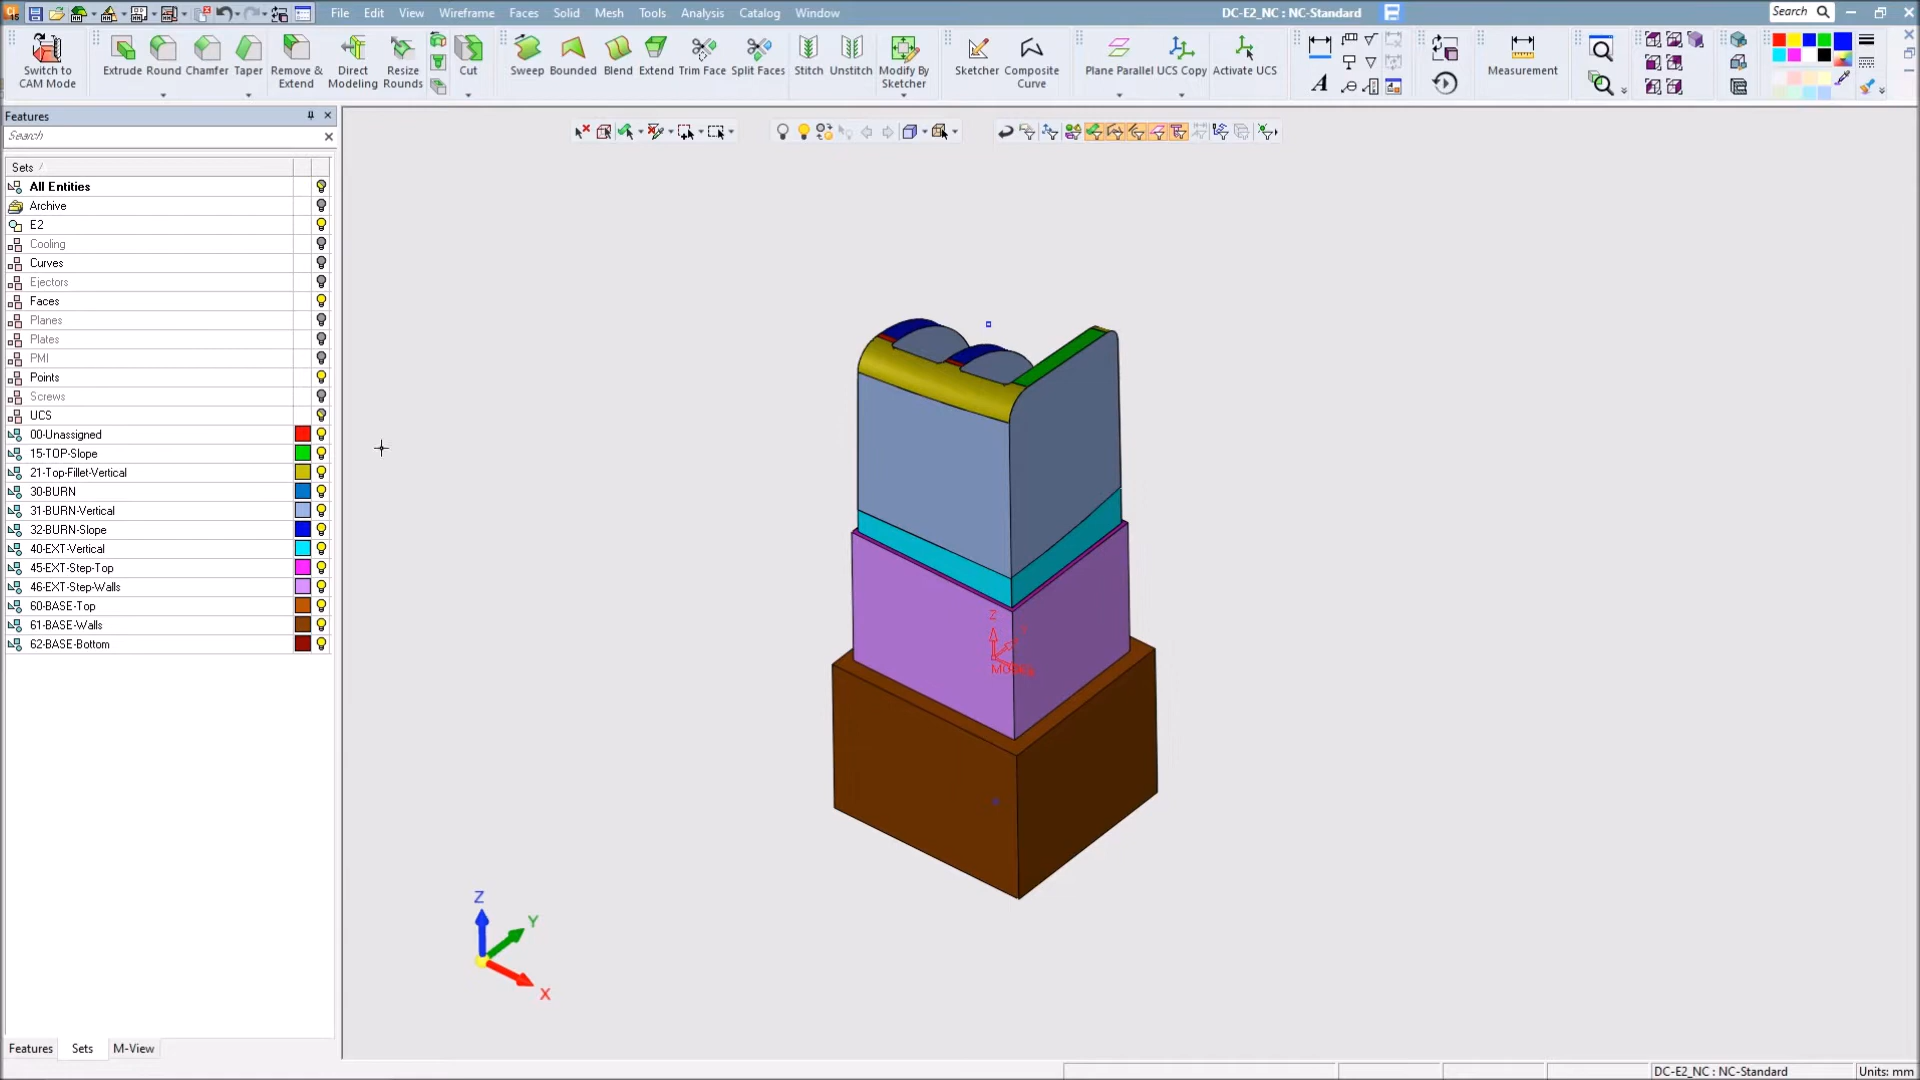 File Edit View Wireframe Faces Solid Mesh Tools Analysis Catalog Window
DC-E2_NC : NC-Standard
Search
Switch to CAM Mode
Extrude Round Chamfer Taper
Remove & Extend
Direct Modeling
Resize Rounds
Cut
Sweep Bounded Blend Extend Trim Face Split Faces
Stitch Unstitch
Modify By Sketcher
Sketcher
Composite Curve
Plane Parallel UCS Copy Activate UCS
A
Measurement
Features
Search
Sets
All Entities
Archive
E2
Cooling
Curves
Ejectors
Faces
Planes
Plates
PMI
Points
Screws
UCS
00-Unassigned
15-TOP-Slope
21-Top-Fillet-Vertical
30-BURN
31-BURN-Vertical
32-BURN-Slope
40-EXT-Vertical
45-EXT-Step-Top
46-EXT-Step-Walls
60-BASE-Top
61-BASE-Walls
62-BASE-Bottom
Z
Z
Y
X
Features Sets M-View
DC-E2_NC : NC-Standard
Units: mm